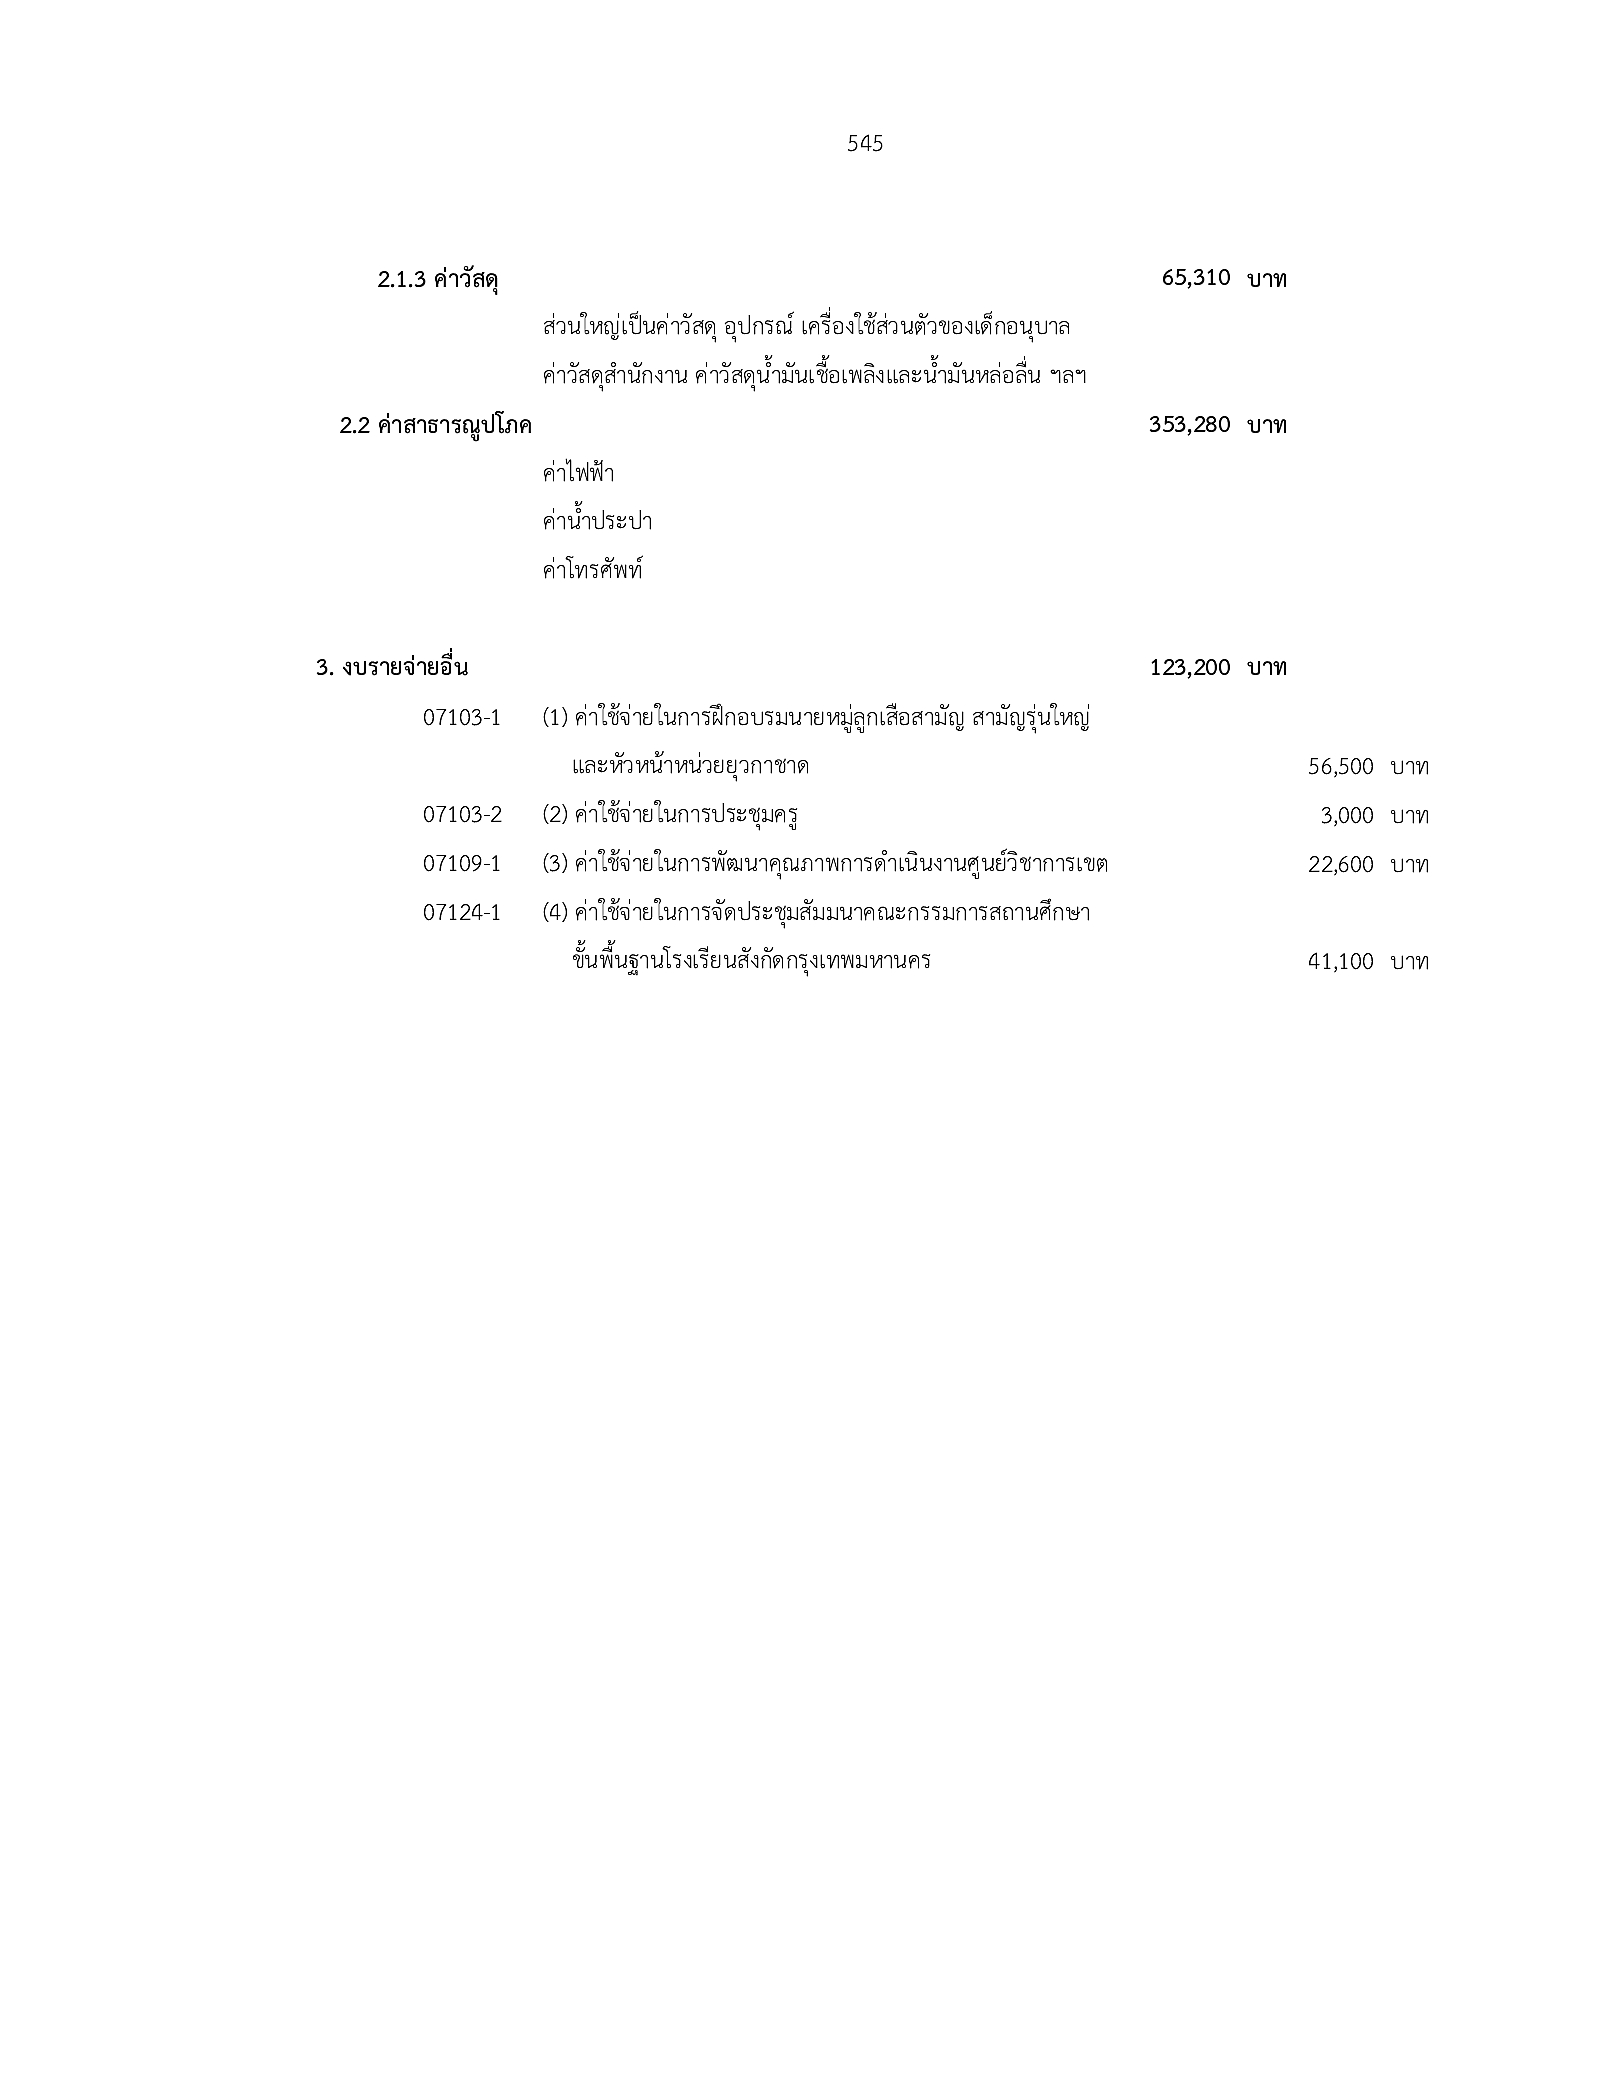 545
2.1.3 ค่าวัสดุ 65,310 บาท
ส่วนใหญ่เป็นค่าวัสดุ อุปกรณ์ เครื่องใช้ส่วนตัวของเด็กอนุบาล
ค่าวัสดุสำนักงาน ค่าวัสดุน้ำมันเชื้อเพลิงและน้ำมันหล่อลื่น ฯลฯ
2.2 ค่าสาธารณูปโภค 353,280 บาท
ค่าไฟฟ้า
ค่าน้ำประปา
ค่าโทรศัพท์
3. งบรายจ่ายอื่น 123,200 บาท
07103-1 (1) ค่าใช้จ่ายในการฝึกอบรมนายหมู่ลูกเสือสามัญ สามัญรุ่นใหญ่
และหัวหน้าหน่วยยุวกาชาด 56,500 บาท
07103-2 (2) ค่าใช้จ่ายในการประชุมครู 3,000 บาท
07109-1 (3) ค่าใช้จ่ายในการพัฒนาคุณภาพการดำเนินงานศูนย์วิชาการเขต 22,600 บาท
07124-1 (4) ค่าใช้จ่ายในการจัดประชุมสัมมนาคณะกรรมการสถานศึกษา
ขั้นพื้นฐานโรงเรียนสังกัดกรุงเทพมหานคร 41,100 บาท